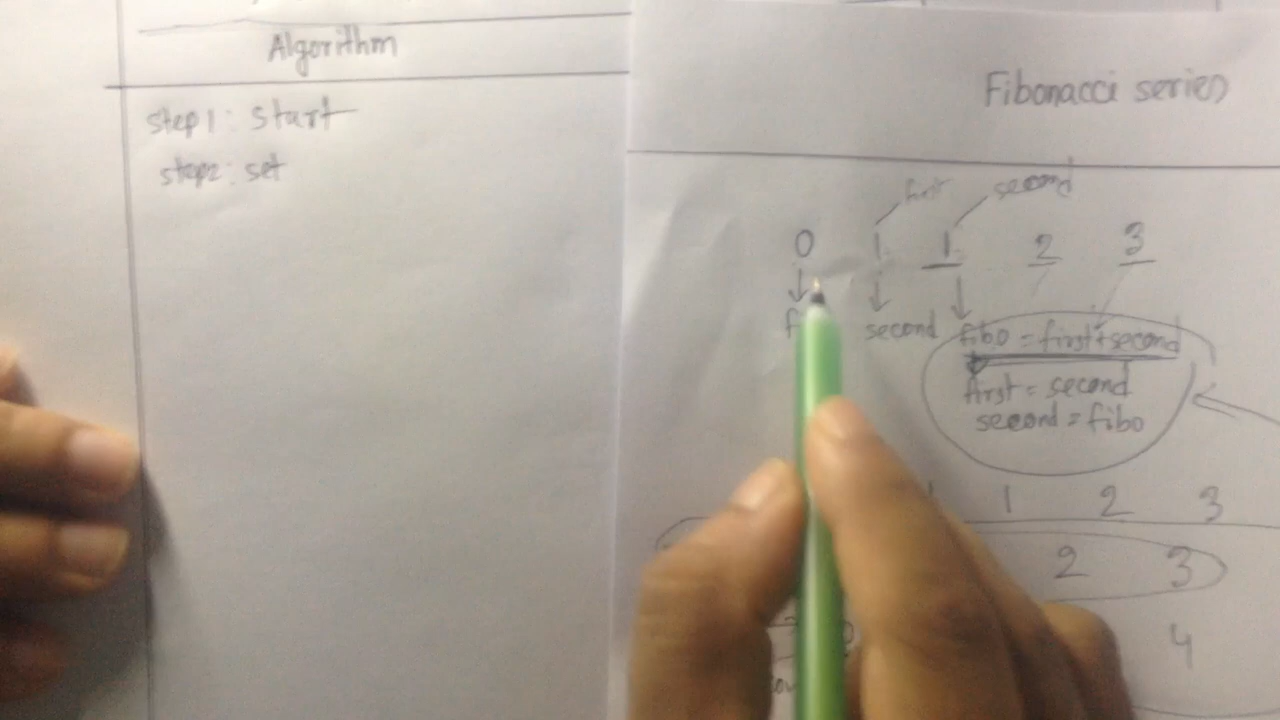 Algorithm
step1: start
step2: set
Fibonacci series
first second
0 1 1 2 3
second fibo = first+second
first = second
second = fibo
1 2 3
2 3
4